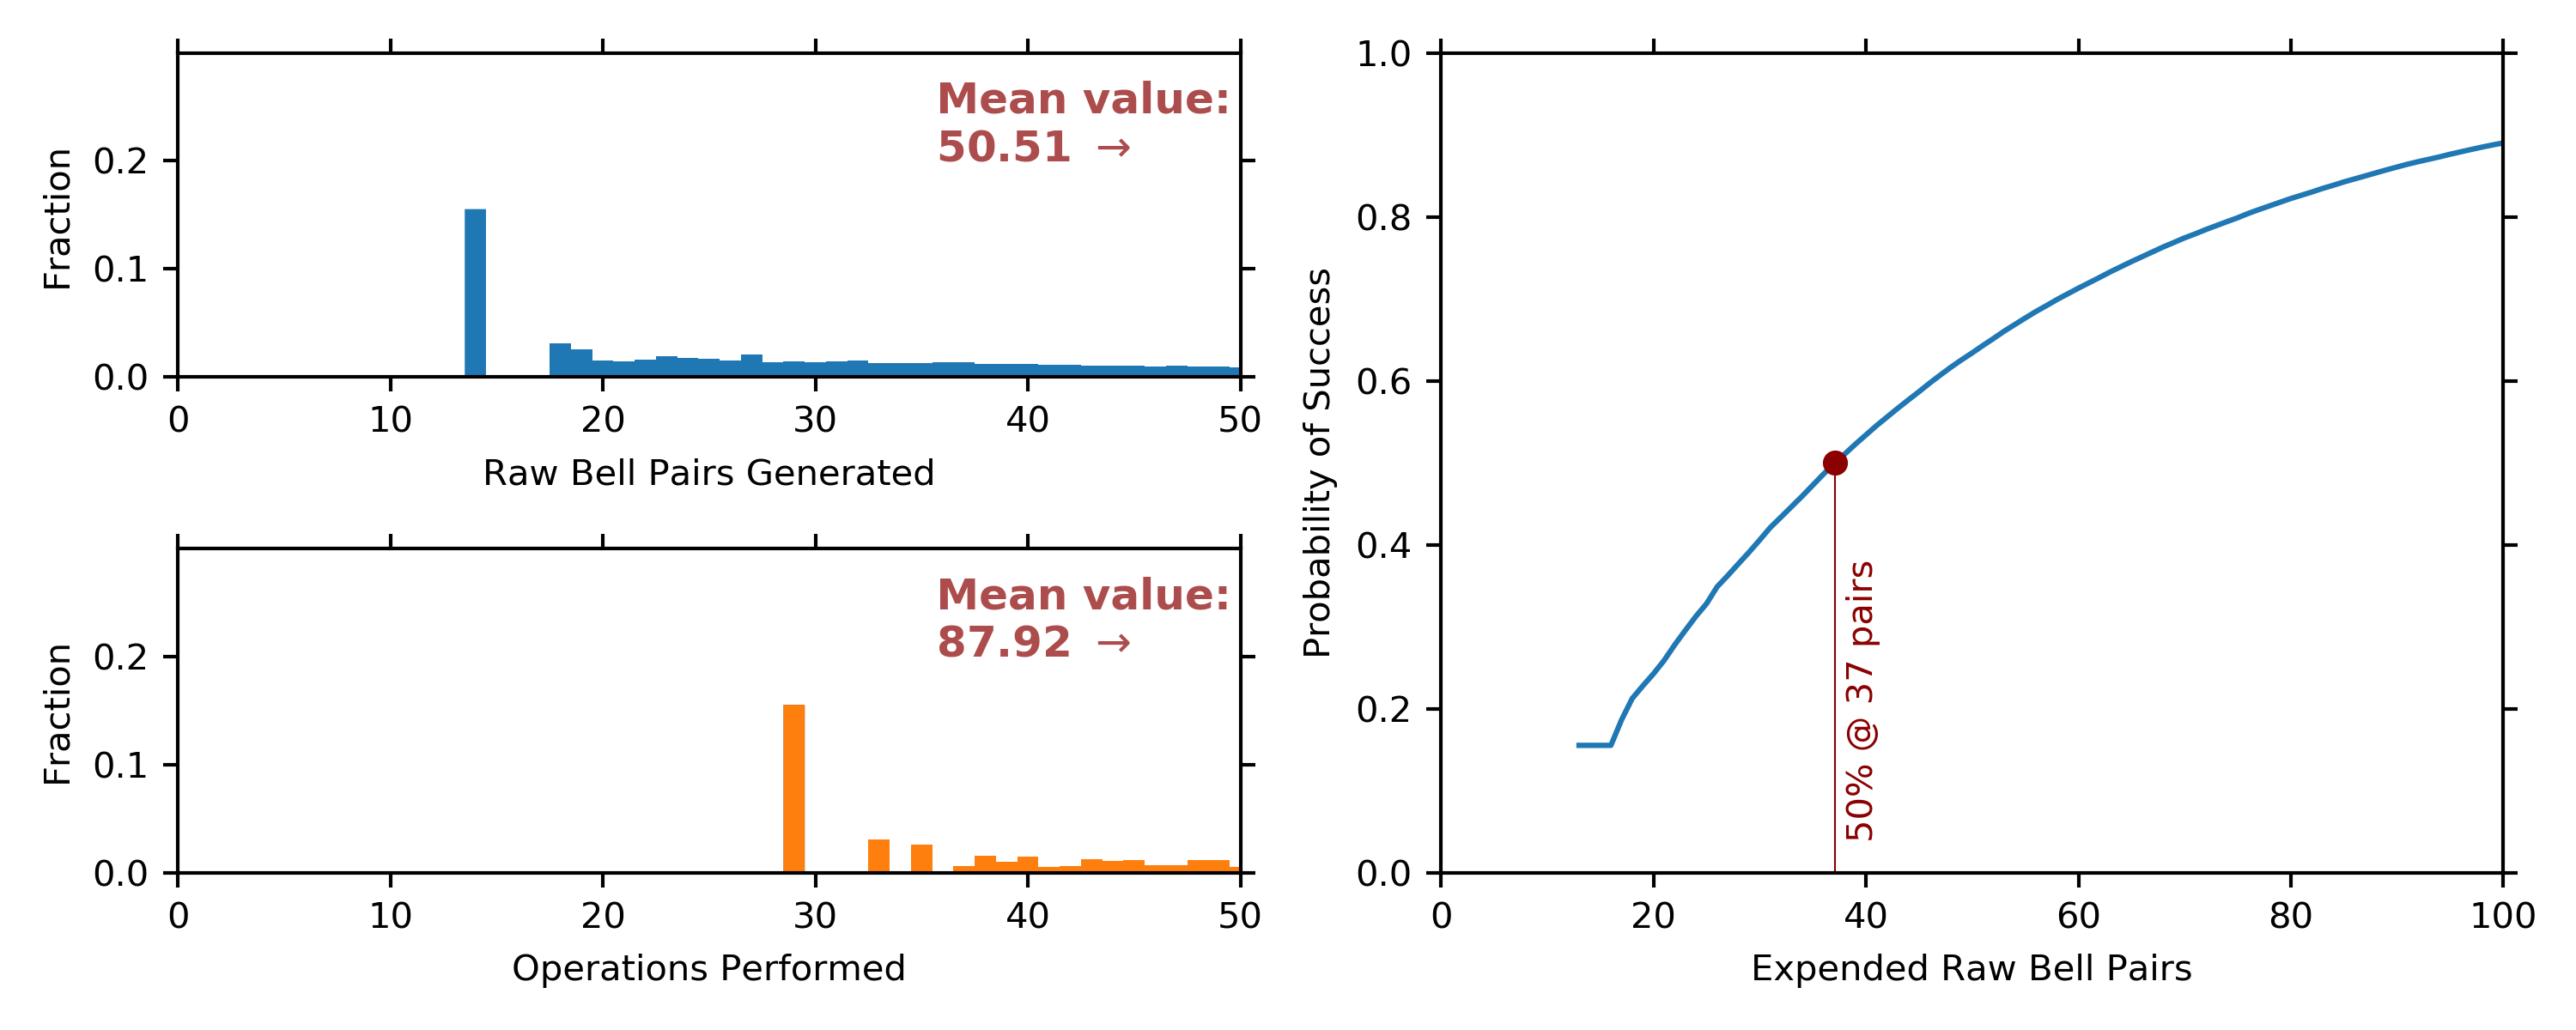 Mean value:
50.51 →
Fraction
0.2
0.1
0.0
0 10 20 30 40 50
Raw Bell Pairs Generated
Mean value:
87.92 →
Fraction
0.2
0.1
0.0
0 10 20 30 40 50
Operations Performed
Probability of Success
1.0
0.8
0.6
0.4
0.2
0.0
50% @ 37 pairs
0 20 40 60 80 100
Expended Raw Bell Pairs